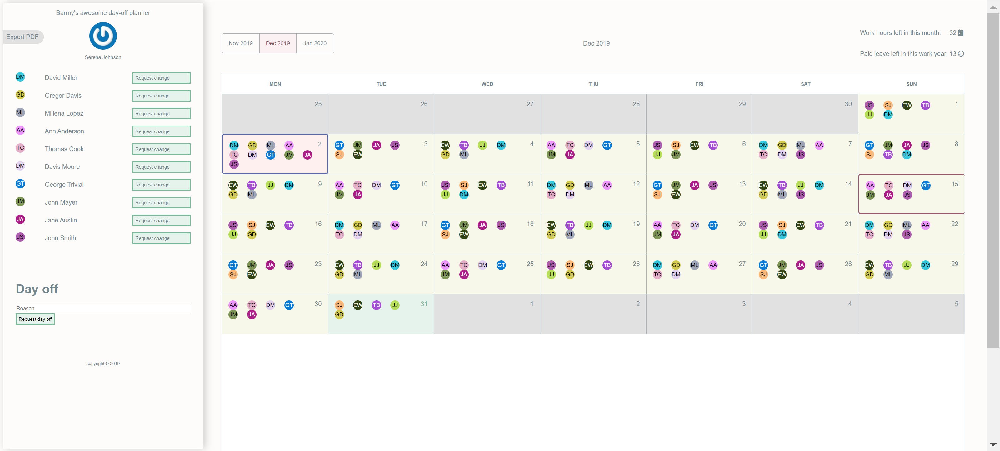 Barmy's awesome day-off planner
Export PDF
Serena Johnson
DM David Miller Request change
GD Gregor Davis Request change
ML Millena Lopez Request change
AA Ann Anderson Request change
TC Thomas Cook Request change
DM Davis Moore Request change
GT George Trivial Request change
JM John Mayer Request change
JA Jane Austin Request change
JS John Smith Request change
Day off
Reason
Request day off
copyright © 2019
Nov 2019 Dec 2019 Jan 2020
Dec 2019
Work hours left in this month: 32
Paid leave left in this work year: 13
MON TUE WED THU FRI SAT SUN
25 26 27 28 29 30
JS SJ EW TB 1
JJ DM
DM GD ML AA 2
TC DM GT JM JA
JS
GT JM JA JS 3
SJ EW
EW TB JJ DM 4
GD ML
AA TC DM GT 5
JM JA
JS SJ EW TB 6
JJ JM
DM GD ML AA 7
TC DM JS
GT JM JA JS 8
SJ TB DM
EW TB JJ DM 9
GD ML
AA TC DM GT 10
JM JA
JS SJ EW TB 11
JJ DM
DM GD ML AA 12
TC DM
GT JM JA JS 13
SJ EW
EW TB JJ DM 14
GD ML JS
AA TC DM GT 15
JM JA JS
JS SJ EW TB 16
JJ GD
DM GD ML AA 17
TC DM
GT JM JA JS 18
SJ EW
EW TB JJ DM 19
GD ML
AA TC DM GT 20
JM JA
JS SJ EW TB 21
JJ DM
DM GD ML AA 22
TC DM JS
GT JM JA JS 23
SJ EW
EW TB JJ DM 24
GD ML
AA TC DM GT 25
JM JA
JS SJ EW TB 26
JJ GD
DM GD ML AA 27
TC DM
GT JM JA JS 28
SJ EW
EW TB JJ DM 29
GD ML
AA TC DM GT 30
JM JA
SJ EW TB JJ 31
GD
1 2 3 4 5